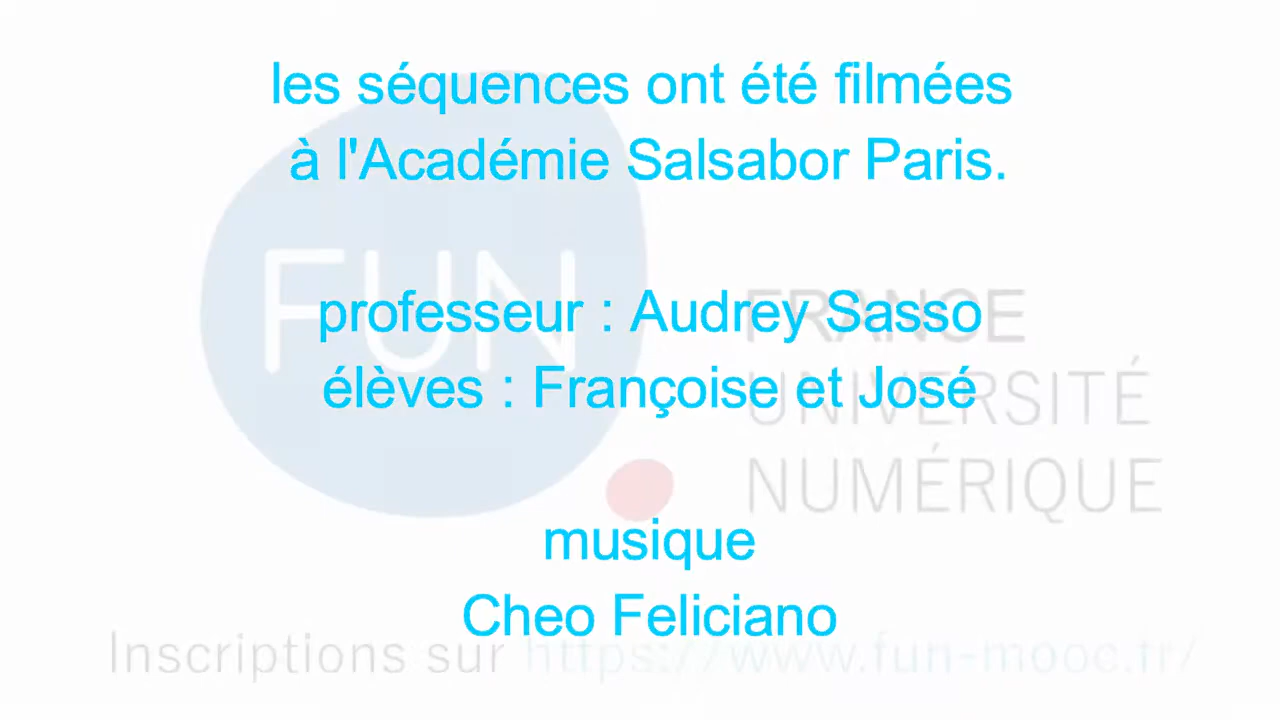 les séquences ont été filmées
à l'Académie Salsabor Paris.
FUN
professeur : Audrey Sasso
FRANCE
élèves : Françoise et José
UNIVERSITÉ
NUMÉRIQUE
musique
Cheo Feliciano
Inscriptions sur https://www.fun-mooc.fr/